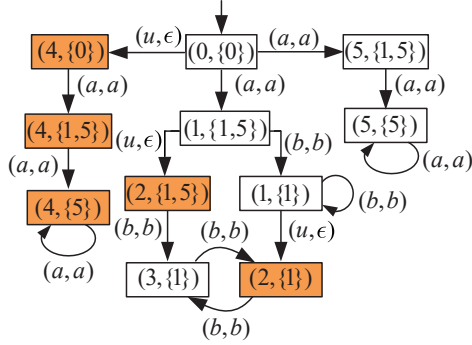 (4,{0}) (u,ϵ) (0,{0}) (a,a) (5,{1,5})
(a,a) (a,a) (a,a)
(4,{1,5}) (1,{1,5}) (5,{5})
(a,a) (u,ϵ) (b,b) (a,a)
(4,{5}) (2,{1,5}) (1,{1}) (b,b)
(a,a) (b,b) (b,b) (u,ϵ)
(3,{1}) (2,{1})
(b,b)